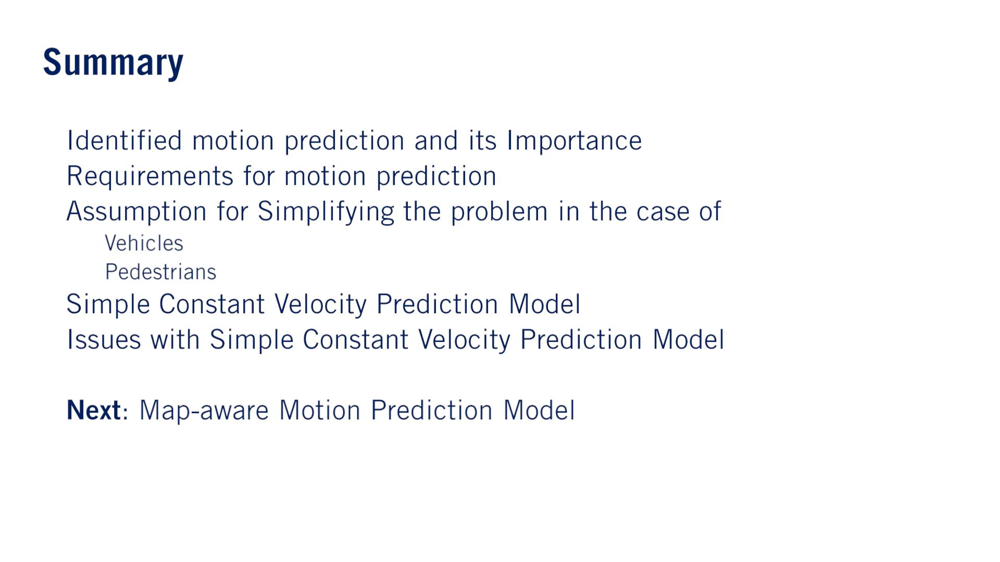 Summary
Identified motion prediction and its Importance
Requirements for motion prediction
Assumption for Simplifying the problem in the case of
Vehicles
Pedestrians
Simple Constant Velocity Prediction Model
Issues with Simple Constant Velocity Prediction Model
Next: Map-aware Motion Prediction Model